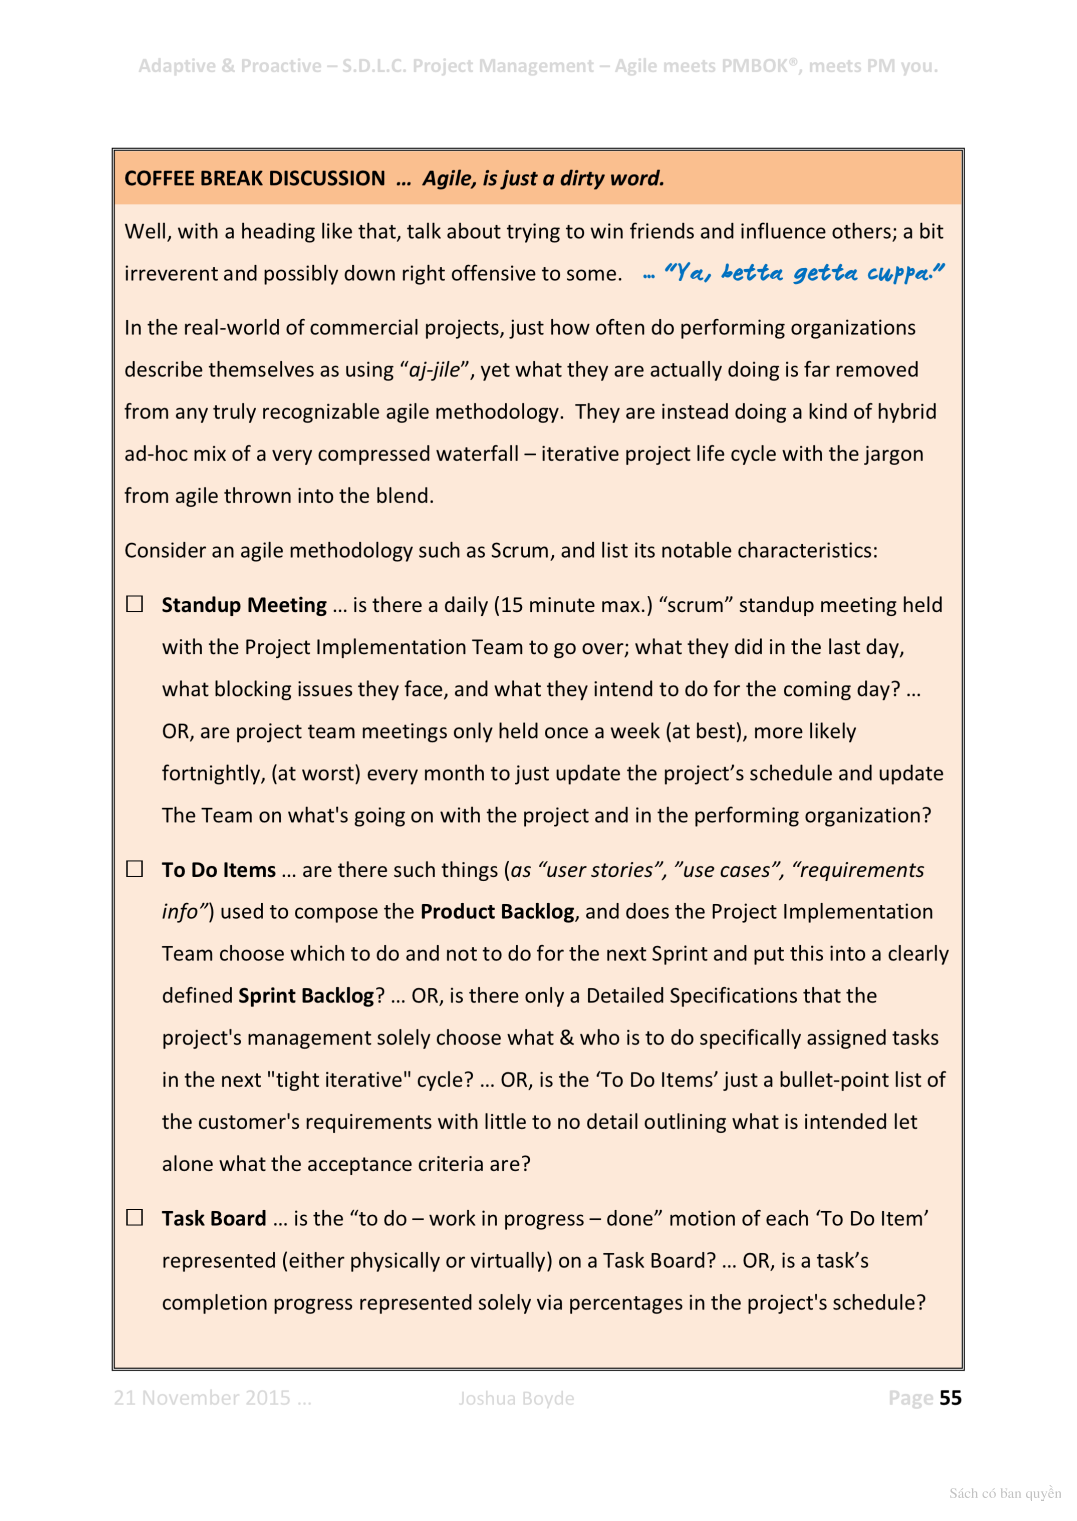 Adaptive & Proactive – S.D.L.C. Project Management – Agile meets PMBOK®, meets PM you.
COFFEE BREAK DISCUSSION ... Agile, is just a dirty word.
Well, with a heading like that, talk about trying to win friends and influence others; a bit
irreverent and possibly down right offensive to some. ... “Ya, betta getta cuppa.”
In the real-world of commercial projects, just how often do performing organizations
describe themselves as using “aj-jile”, yet what they are actually doing is far removed
from any truly recognizable agile methodology. They are instead doing a kind of hybrid
ad-hoc mix of a very compressed waterfall – iterative project life cycle with the jargon
from agile thrown into the blend.
Consider an agile methodology such as Scrum, and list its notable characteristics:
☐ Standup Meeting ... is there a daily (15 minute max.) “scrum” standup meeting held
with the Project Implementation Team to go over; what they did in the last day,
what blocking issues they face, and what they intend to do for the coming day? ...
OR, are project team meetings only held once a week (at best), more likely
fortnightly, (at worst) every month to just update the project’s schedule and update
The Team on what's going on with the project and in the performing organization?
☐ To Do Items ... are there such things (as “user stories”, ”use cases”, “requirements
info”) used to compose the Product Backlog, and does the Project Implementation
Team choose which to do and not to do for the next Sprint and put this into a clearly
defined Sprint Backlog? ... OR, is there only a Detailed Specifications that the
project's management solely choose what & who is to do specifically assigned tasks
in the next "tight iterative" cycle? ... OR, is the ‘To Do Items’ just a bullet-point list of
the customer's requirements with little to no detail outlining what is intended let
alone what the acceptance criteria are?
☐ Task Board ... is the “to do – work in progress – done” motion of each ‘To Do Item’
represented (either physically or virtually) on a Task Board? ... OR, is a task’s
completion progress represented solely via percentages in the project's schedule?
21 November 2015 ... Joshua Boyde Page 55
Sách có bản quyền